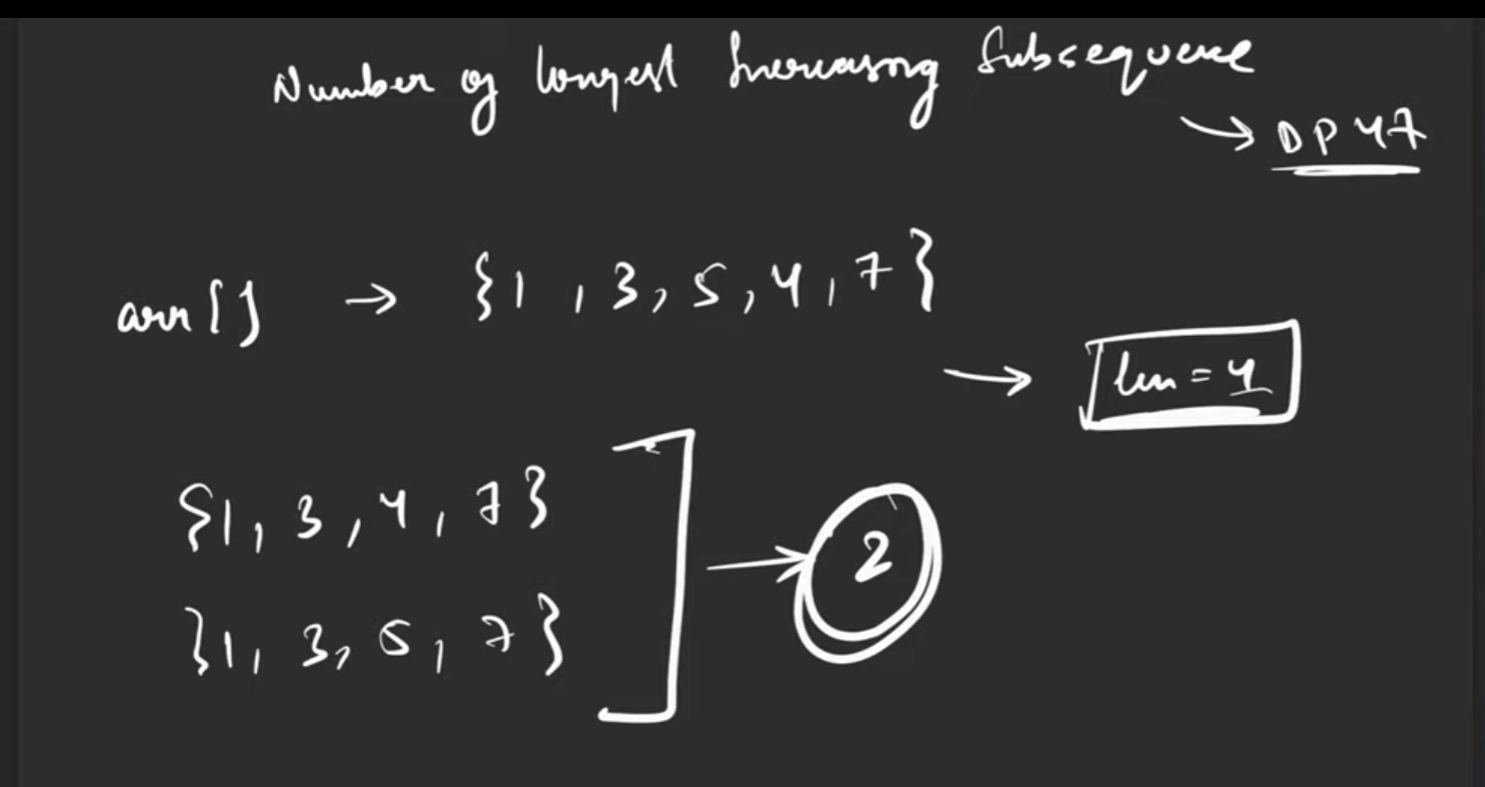 Number of longest Increasing Subsequence
→ DP 47
arr[] → {1, 3, 5, 4, 7}
→ len = 4
{1, 3, 4, 7}
{1, 3, 5, 7}
→ 2